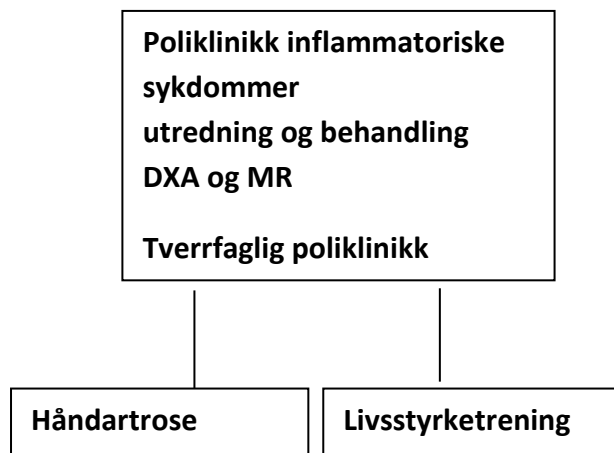 Poliklinikk inflammatoriske
sykdommer
utredning og behandling
DXA og MR
Tverrfaglig poliklinikk
Håndartrose
Livsstyrketrening